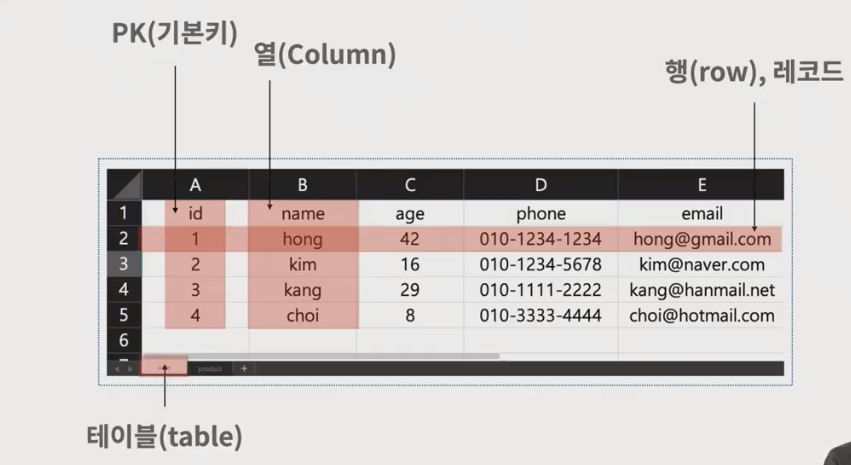 PK(기본키)
열(Column)
행(row), 레코드
A B C D E
1 id name age phone email
2 1 hong 42 010-1234-1234 hong@gmail.com
3 2 kim 16 010-1234-5678 kim@naver.com
4 3 kang 29 010-1111-2222 kang@hanmail.net
5 4 choi 8 010-3333-4444 choi@hotmail.com
6
product +
테이블(table)